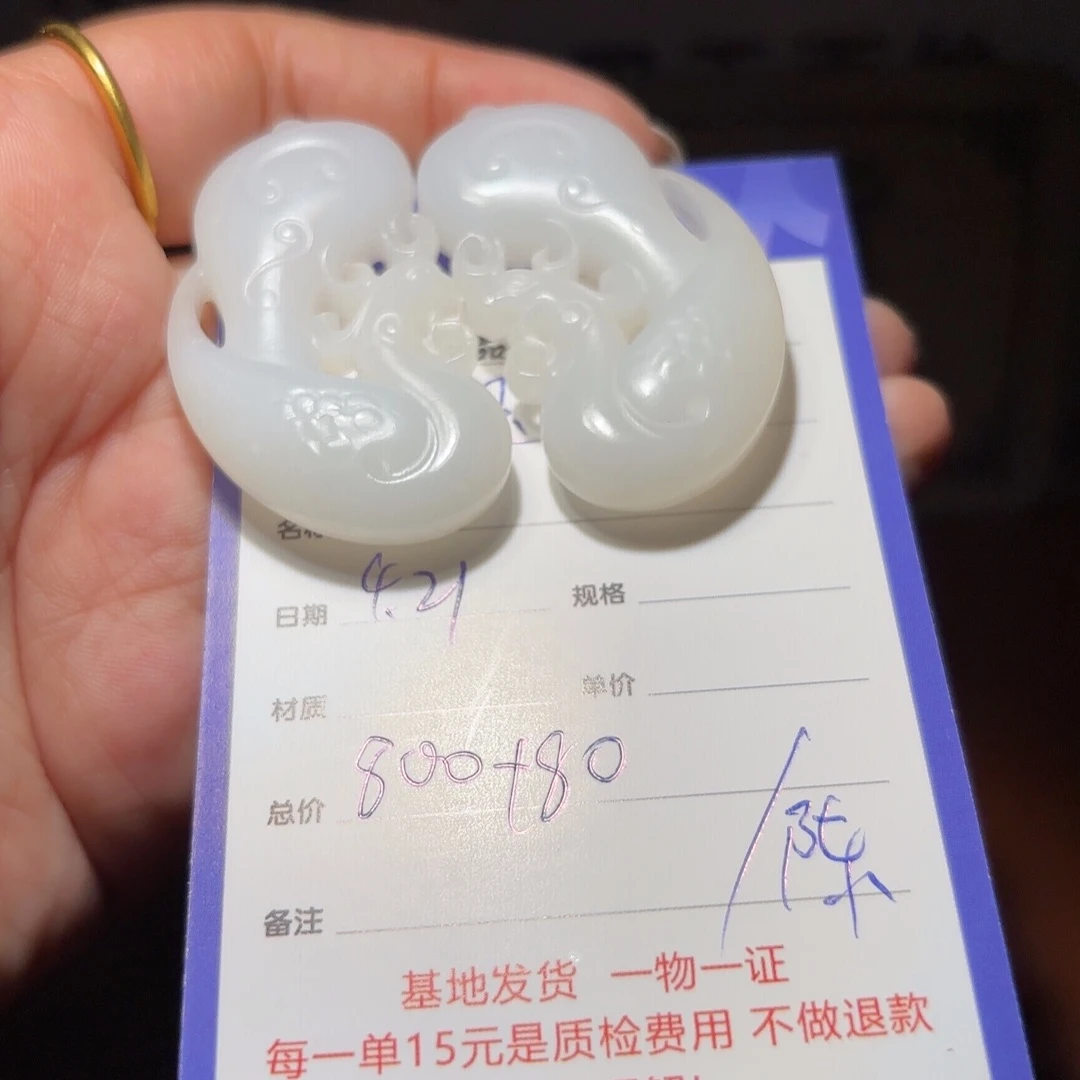 日期 4.21 规格
材质 单价
总价 800+80
陈
备注
基地发货 一物一证
每一单15元是质检费用 不做退款